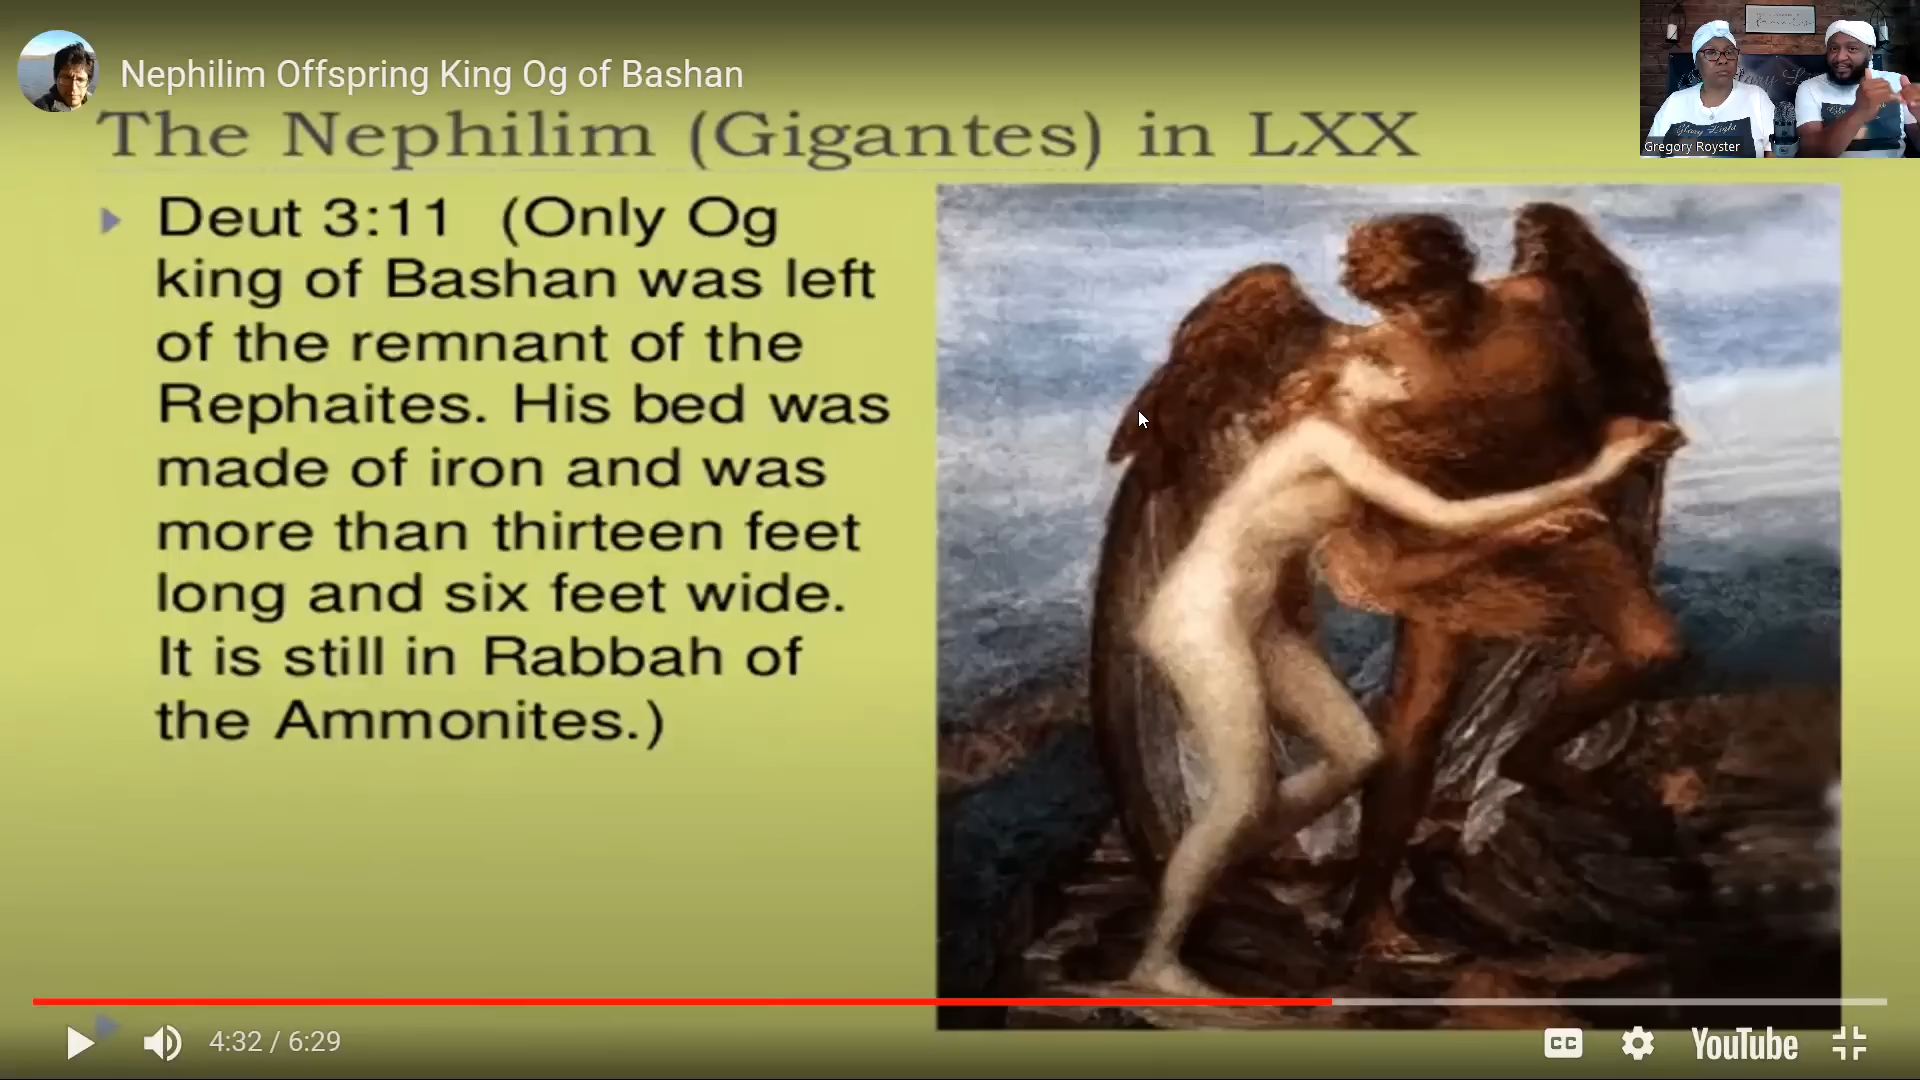 Nephilim Offspring King Og of Bashan
The Nephilim (Gigantes) in LXX
Deut 3:11 (Only Og
king of Bashan was left
of the remnant of the
Rephaites. His bed was
made of iron and was
more than thirteen feet
long and six feet wide.
It is still in Rabbah of
the Ammonites.)
Gregory Royster
4:32 / 6:29
CC
YouTube